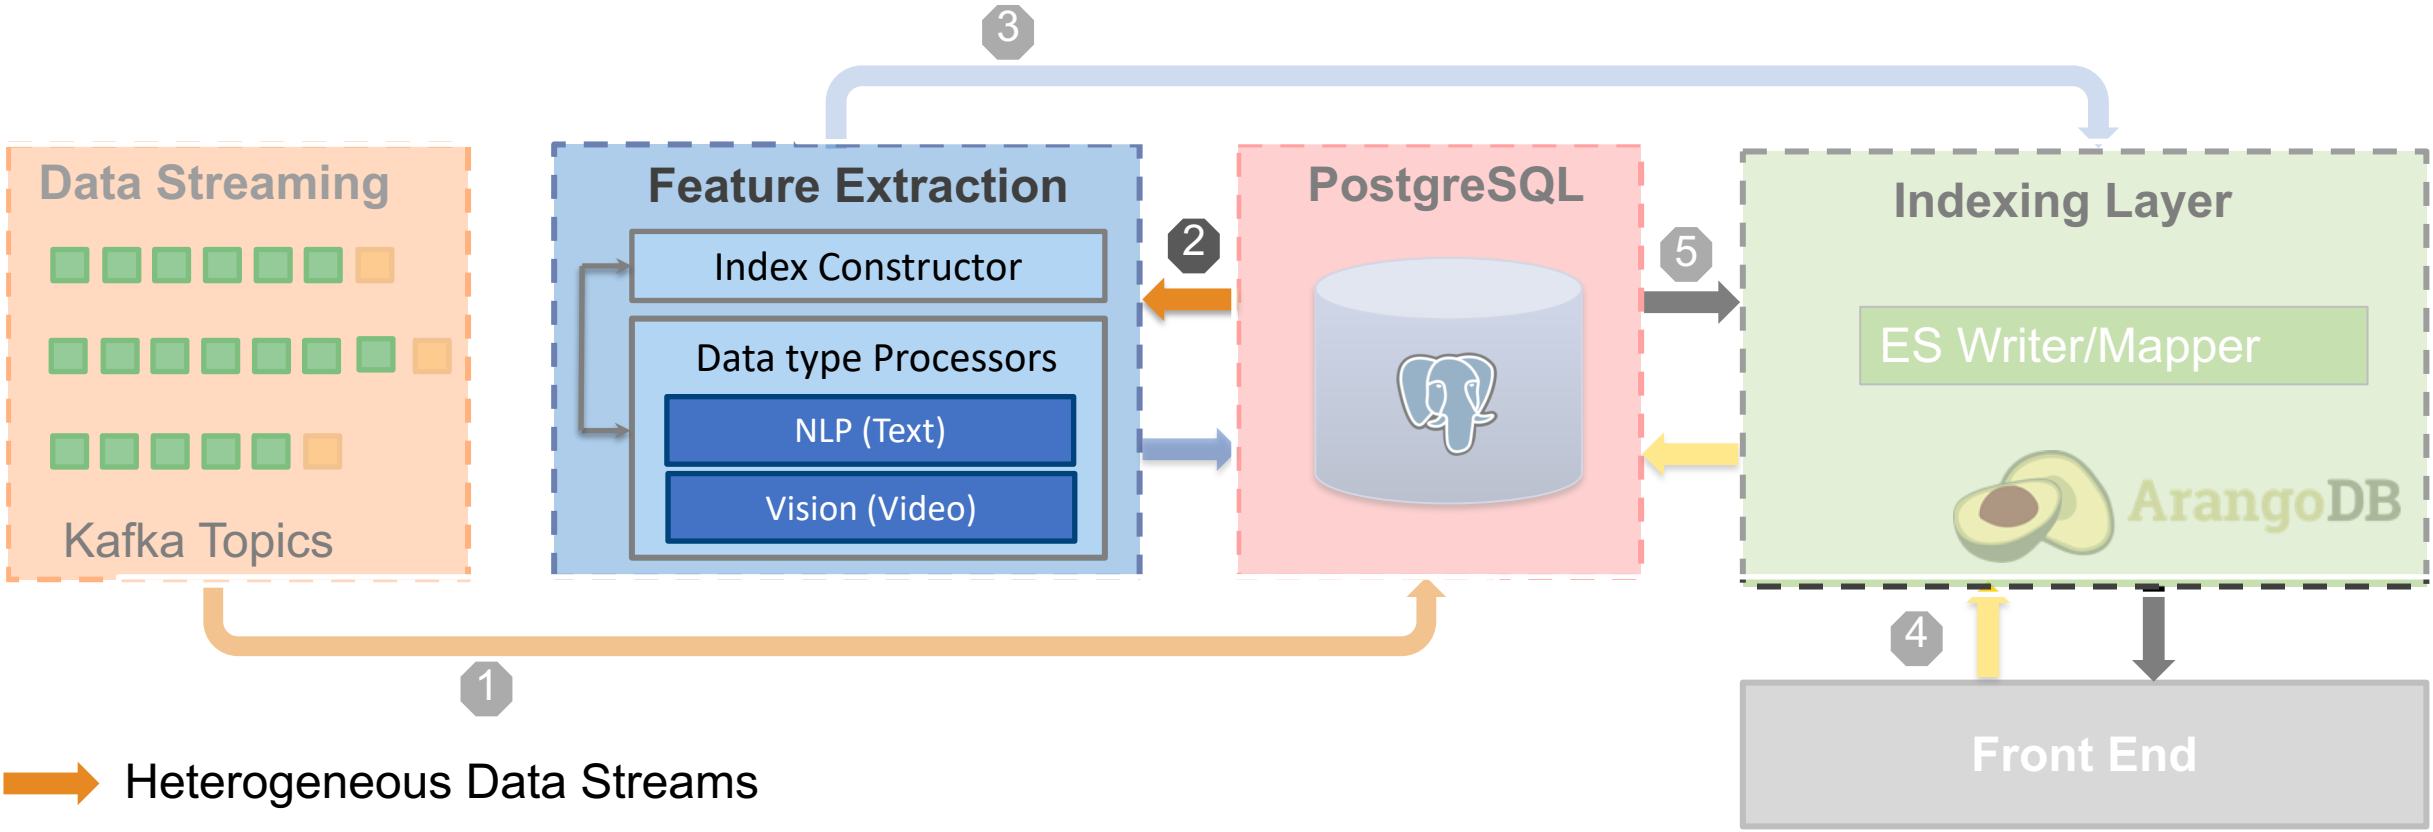 3
Data Streaming
Kafka Topics
Feature Extraction
Index Constructor
Data type Processors
NLP (Text)
Vision (Video)
2
PostgreSQL
5
Indexing Layer
ES Writer/Mapper
ArangoDB
1
4
Front End
Heterogeneous Data Streams